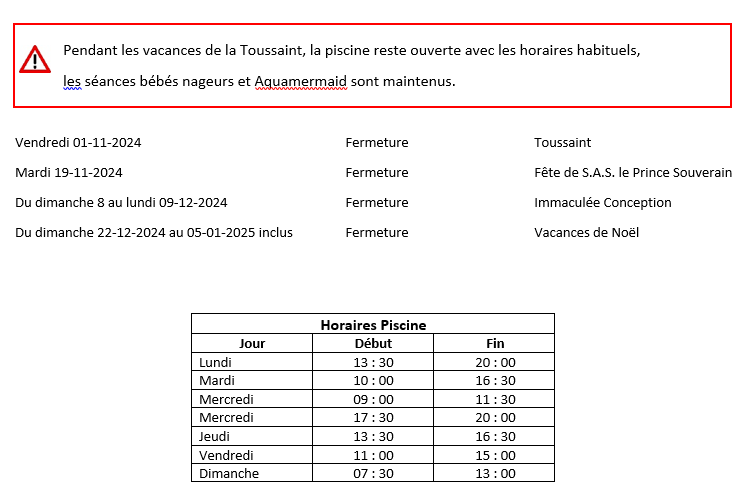 Pendant les vacances de la Toussaint, la piscine reste ouverte avec les horaires habituels,
les séances bébés nageurs et Aquamermaid sont maintenus.
Vendredi 01-11-2024 Fermeture Toussaint
Mardi 19-11-2024 Fermeture Fête de S.A.S. le Prince Souverain
Du dimanche 8 au lundi 09-12-2024 Fermeture Immaculée Conception
Du dimanche 22-12-2024 au 05-01-2025 inclus Fermeture Vacances de Noël
Horaires Piscine
Jour Début Fin
Lundi 13 : 30 20 : 00
Mardi 10 : 00 16 : 30
Mercredi 09 : 00 11 : 30
Mercredi 17 : 30 20 : 00
Jeudi 13 : 30 16 : 30
Vendredi 11 : 00 15 : 00
Dimanche 07 : 30 13 : 00